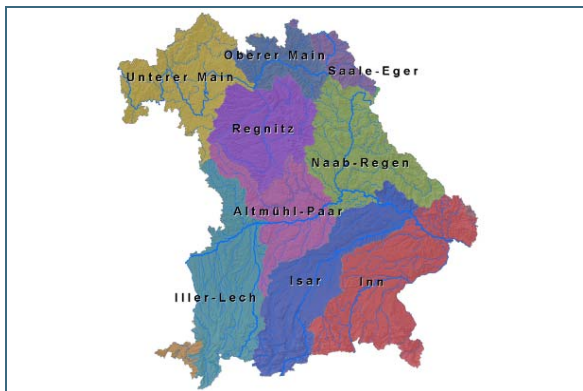 Oberer Main
Saale-Eger
Unterer Main
Regnitz
Naab-Regen
Altmühl-Paar
Isar
Inn
Iller-Lech